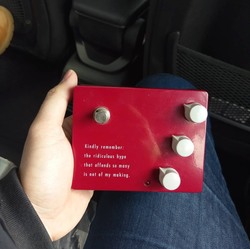 Kindly remember:
the ridiculous hype
that offends so many
is not of my making.